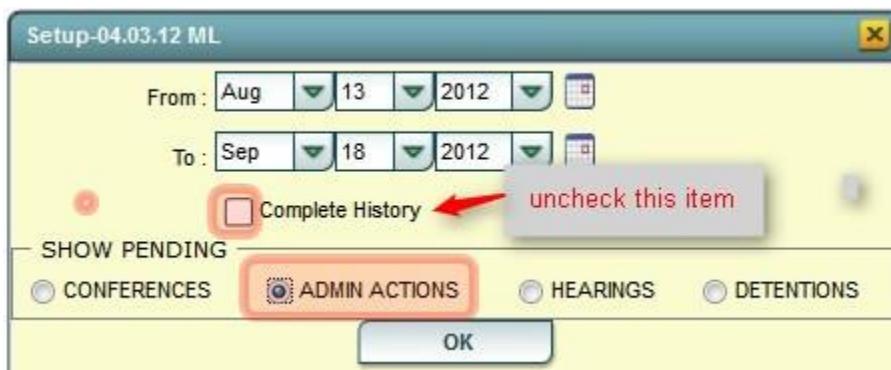 Setup-04.03.12 ML
From : Aug 13 2012
To : Sep 18 2012
Complete History uncheck this item
SHOW PENDING
CONFERENCES ADMIN ACTIONS HEARINGS DETENTIONS
OK